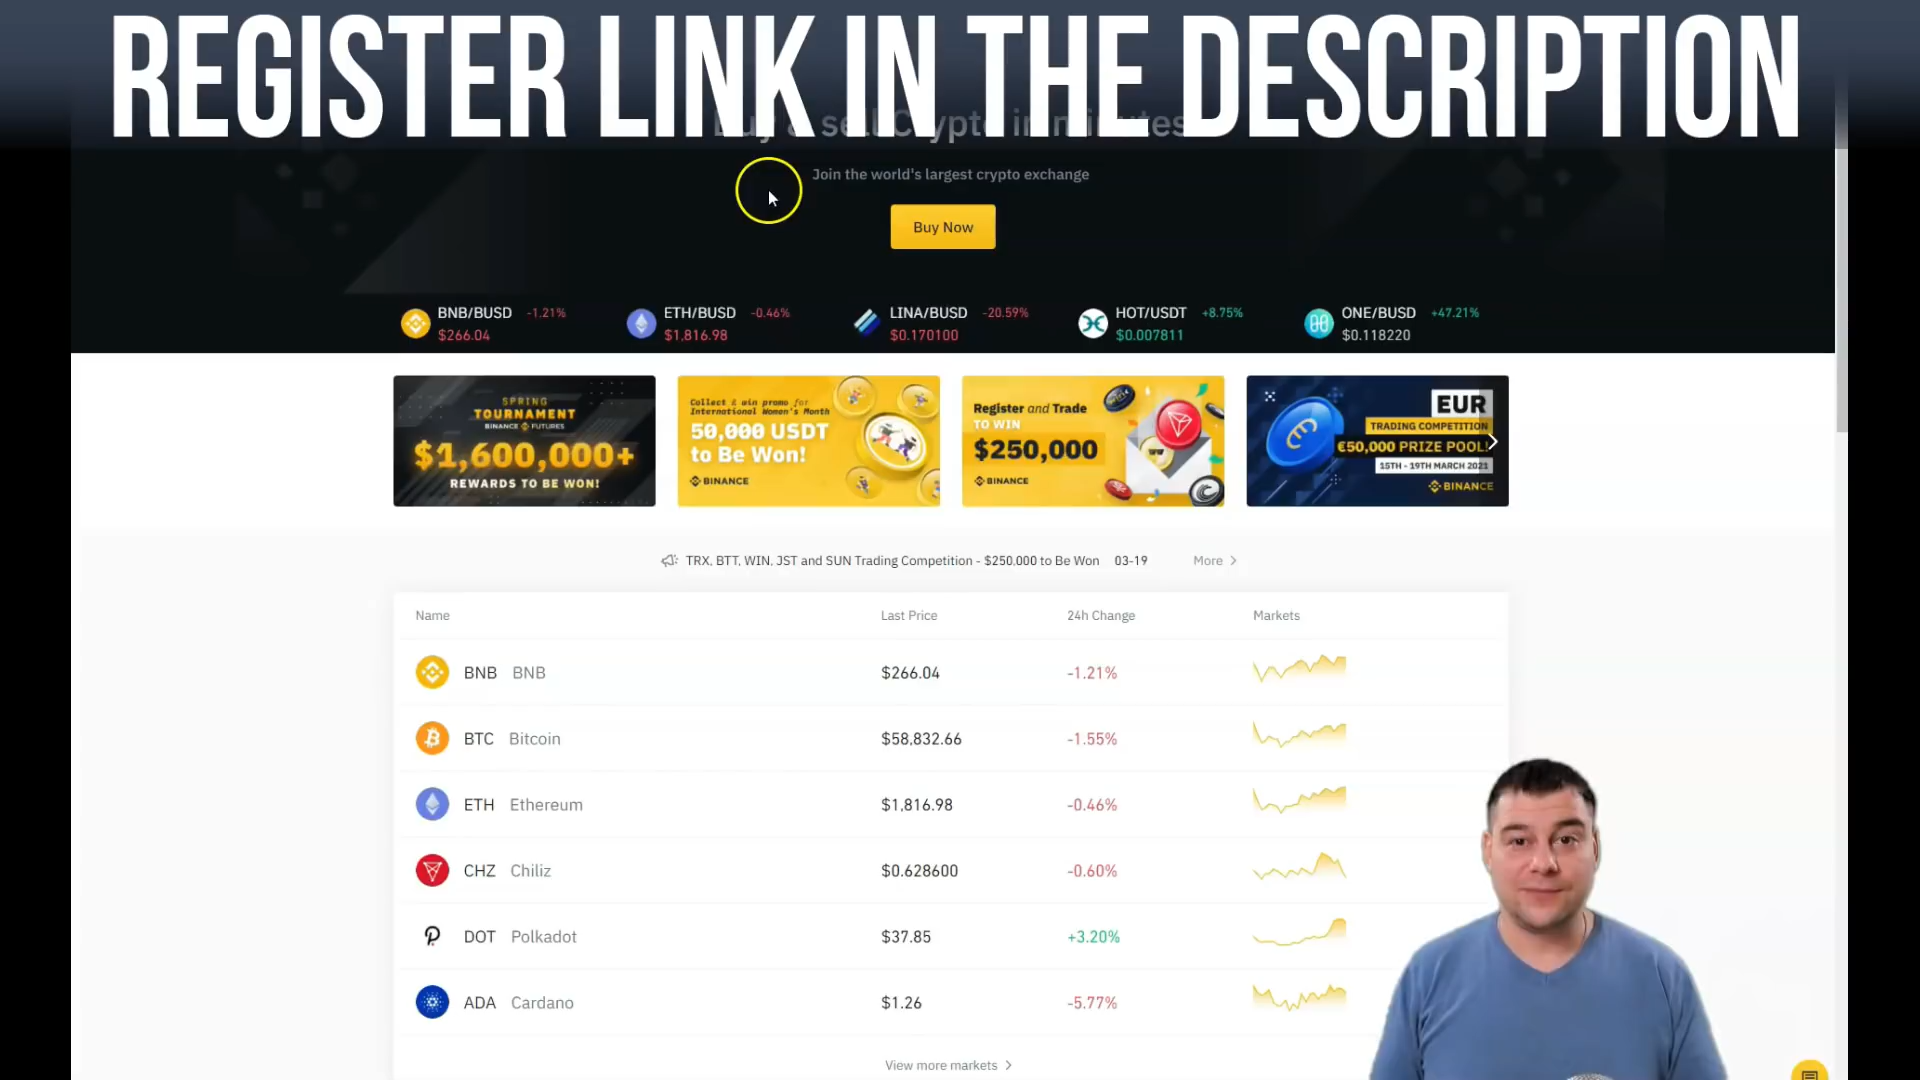 REGISTER LINK IN THE DESCRIPTION
Buy & sell Crypto in minutes
Join the world's largest crypto exchange
Buy Now
BNB/BUSD -1.21%
$266.04
ETH/BUSD -0.46%
$1,816.98
LINA/BUSD -20.59%
$0.170100
HOT/USDT +8.75%
$0.007811
ONE/BUSD +47.21%
$0.118220
SPRING
TOURNAMENT
BINANCE FUTURES
$1,600,000+
REWARDS TO BE WON!
Collect & win promo for
International Women's Month
50,000 USDT
to Be Won!
BINANCE
Register and Trade
TO WIN
$250,000
BINANCE
EUR
TRADING COMPETITION
€50,000 PRIZE POOL!
15TH - 19TH MARCH 2021
BINANCE
TRX, BTT, WIN, JST and SUN Trading Competition - $250,000 to Be Won 03-19 More
Name Last Price 24h Change Markets
BNB BNB $266.04 -1.21%
BTC Bitcoin $58,832.66 -1.55%
ETH Ethereum $1,816.98 -0.46%
CHZ Chiliz $0.628600 -0.60%
DOT Polkadot $37.85 +3.20%
ADA Cardano $1.26 -5.77%
View more markets